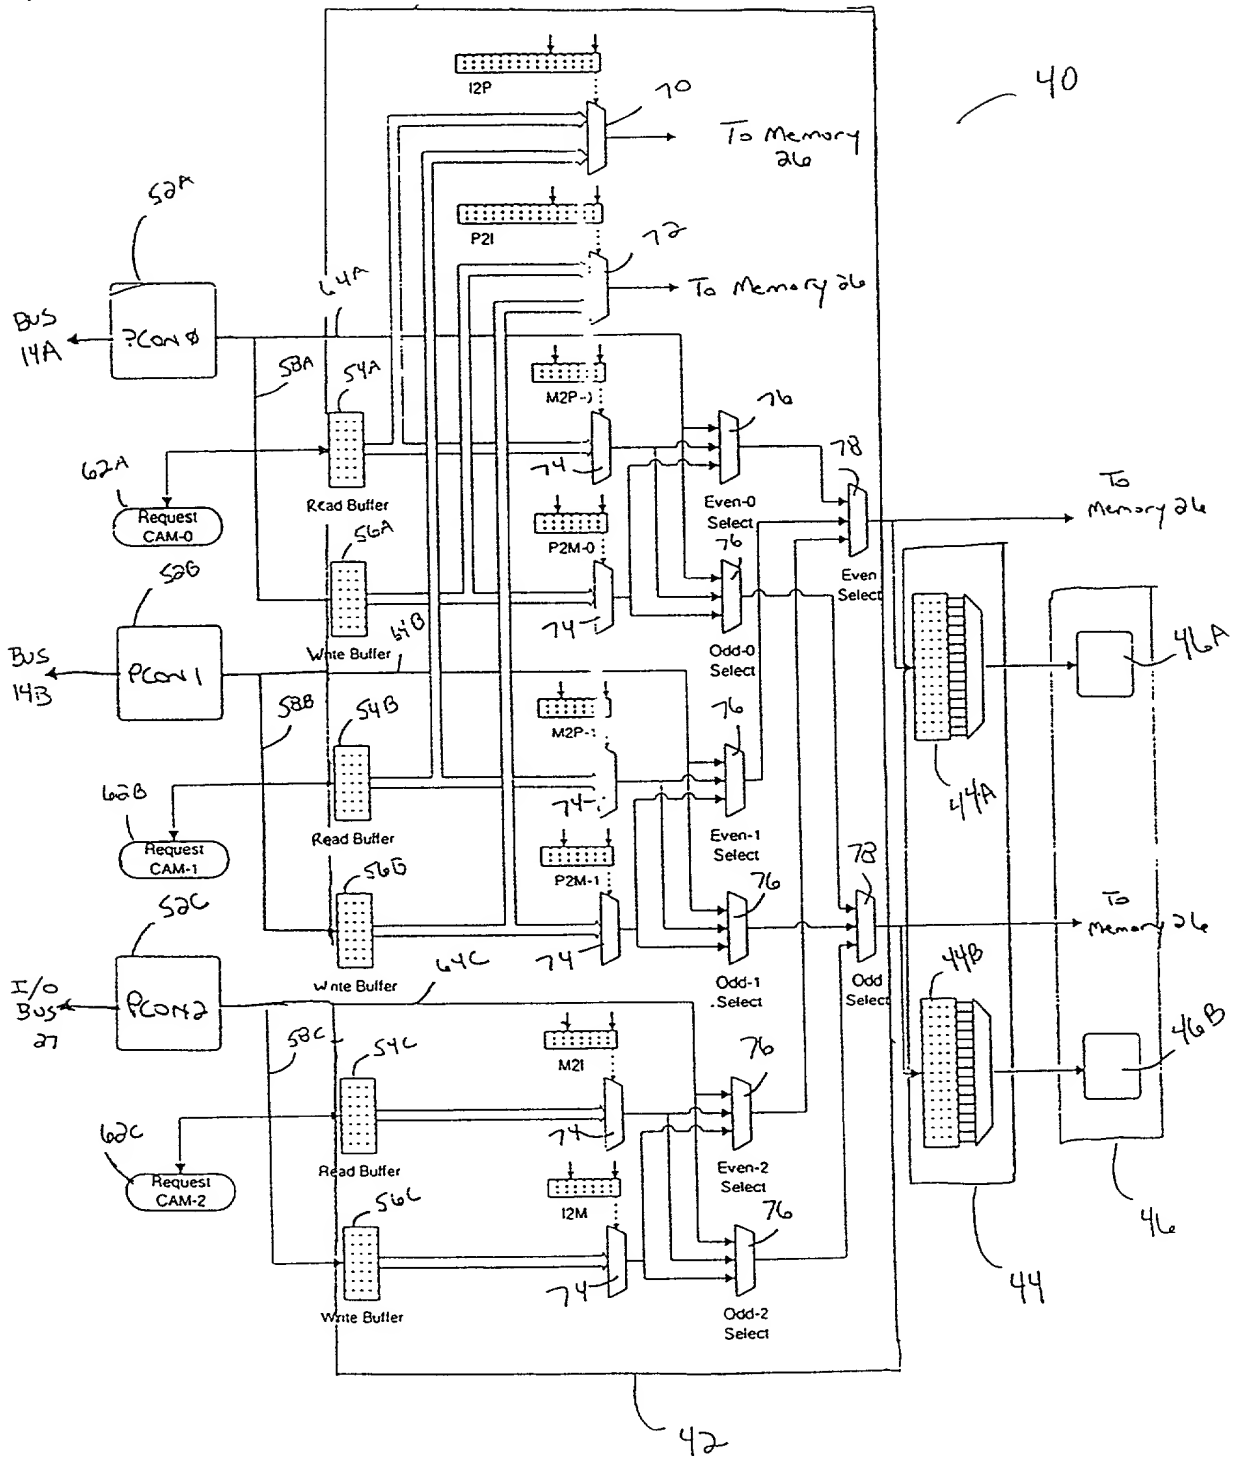 40
I2P
70
To Memory
26
52A
P2I
72
To Memory 26
64A
BUS
14A
?CON Ø
58A
54A
M2P-
76
62A
74
78
Request
CAM-0
Read Buffer
Even-0
Select
To
Memory 26
56A
P2M-0
76
52B
Even
Select
74
64B
Write Buffer
Odd-0
Select
46A
BUS
14B
PCON 1
58B
54B
M2P-
76
44A
62B
74
Request
CAM-1
Read Buffer
Even-1
Select
56B
P2M-1
76
78
52C
To
Memory 26
74
64C
44B
Write Buffer
Odd-1
Select
Odd
Select
I/O
BUS
27
PCON 2
46B
58C
54C
M2I
76
62C
74
Request
CAM-2
Read Buffer
Even-2
Select
56C
I2M
76
46
74
44
Write Buffer
Odd-2
Select
42